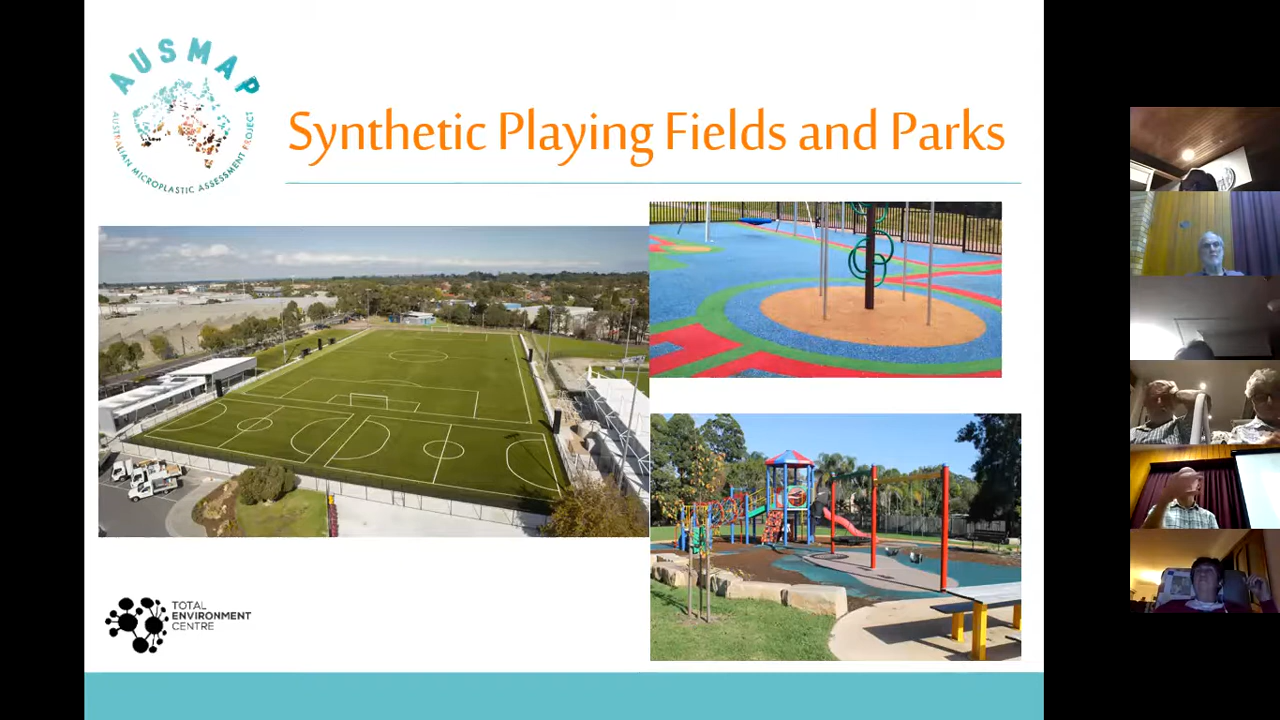 AUSMAP
AUSTRALIAN MICROPLASTIC ASSESSMENT PROJECT
Synthetic Playing Fields and Parks
TOTAL
ENVIRONMENT
CENTRE